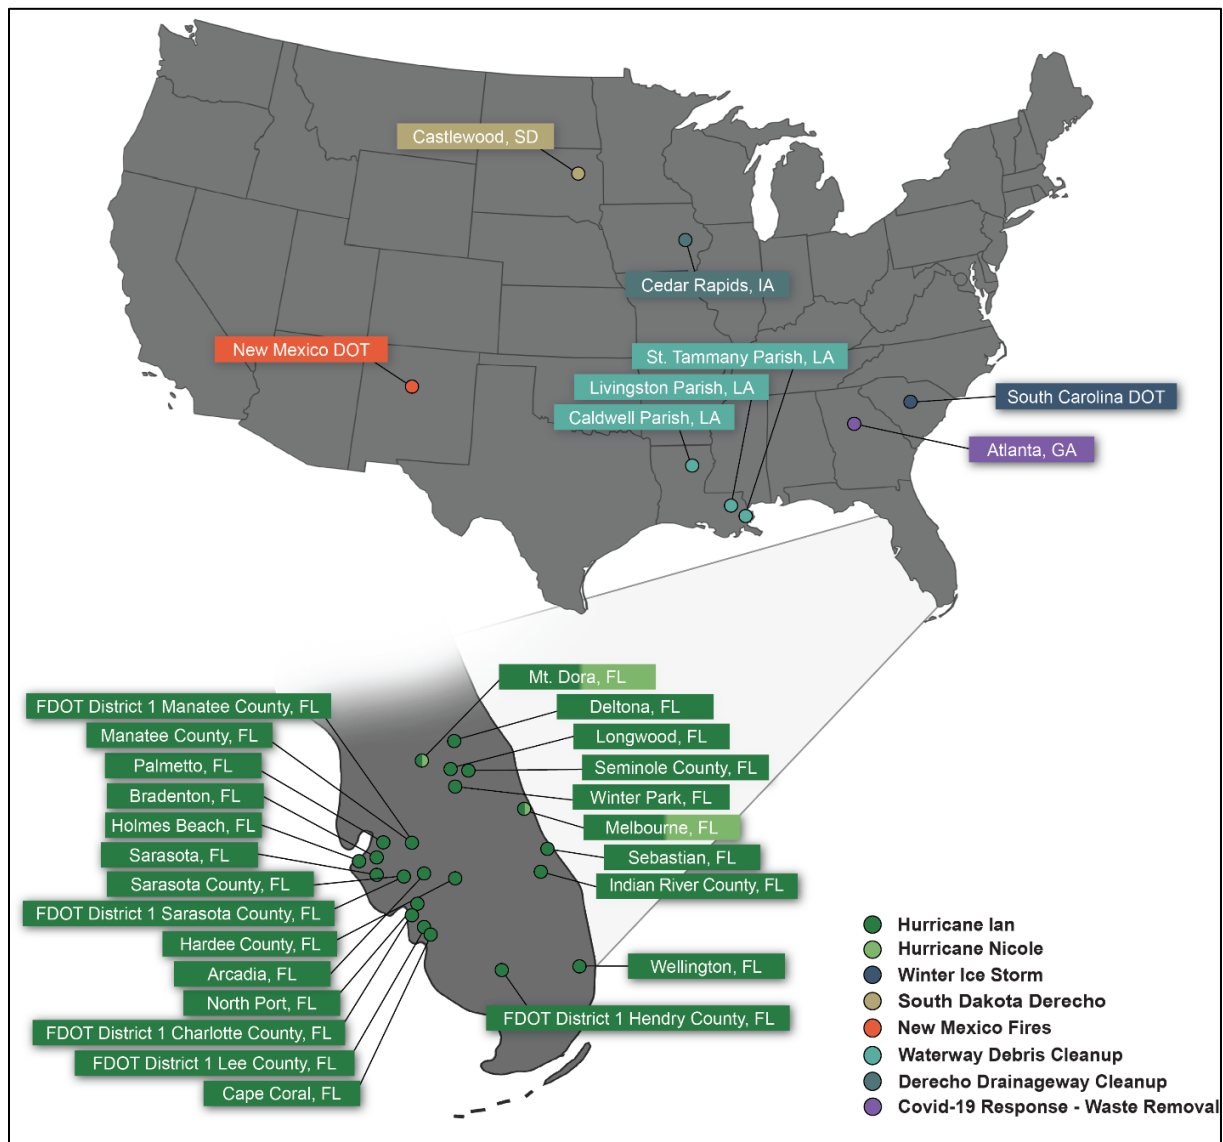 Castlewood, SD
Cedar Rapids, IA
New Mexico DOT
St. Tammany Parish, LA
Livingston Parish, LA
Caldwell Parish, LA
South Carolina DOT
Atlanta, GA
Mt. Dora, FL
FDOT District 1 Manatee County, FL
Deltona, FL
Manatee County, FL
Longwood, FL
Palmetto, FL
Seminole County, FL
Bradenton, FL
Winter Park, FL
Holmes Beach, FL
Melbourne, FL
Sarasota, FL
Sebastian, FL
Sarasota County, FL
Indian River County, FL
FDOT District 1 Sarasota County, FL
Hardee County, FL
Arcadia, FL
Wellington, FL
North Port, FL
FDOT District 1 Hendry County, FL
FDOT District 1 Charlotte County, FL
FDOT District 1 Lee County, FL
Cape Coral, FL
Hurricane Ian
Hurricane Nicole
Winter Ice Storm
South Dakota Derecho
New Mexico Fires
Waterway Debris Cleanup
Derecho Drainageway Cleanup
Covid-19 Response - Waste Removal